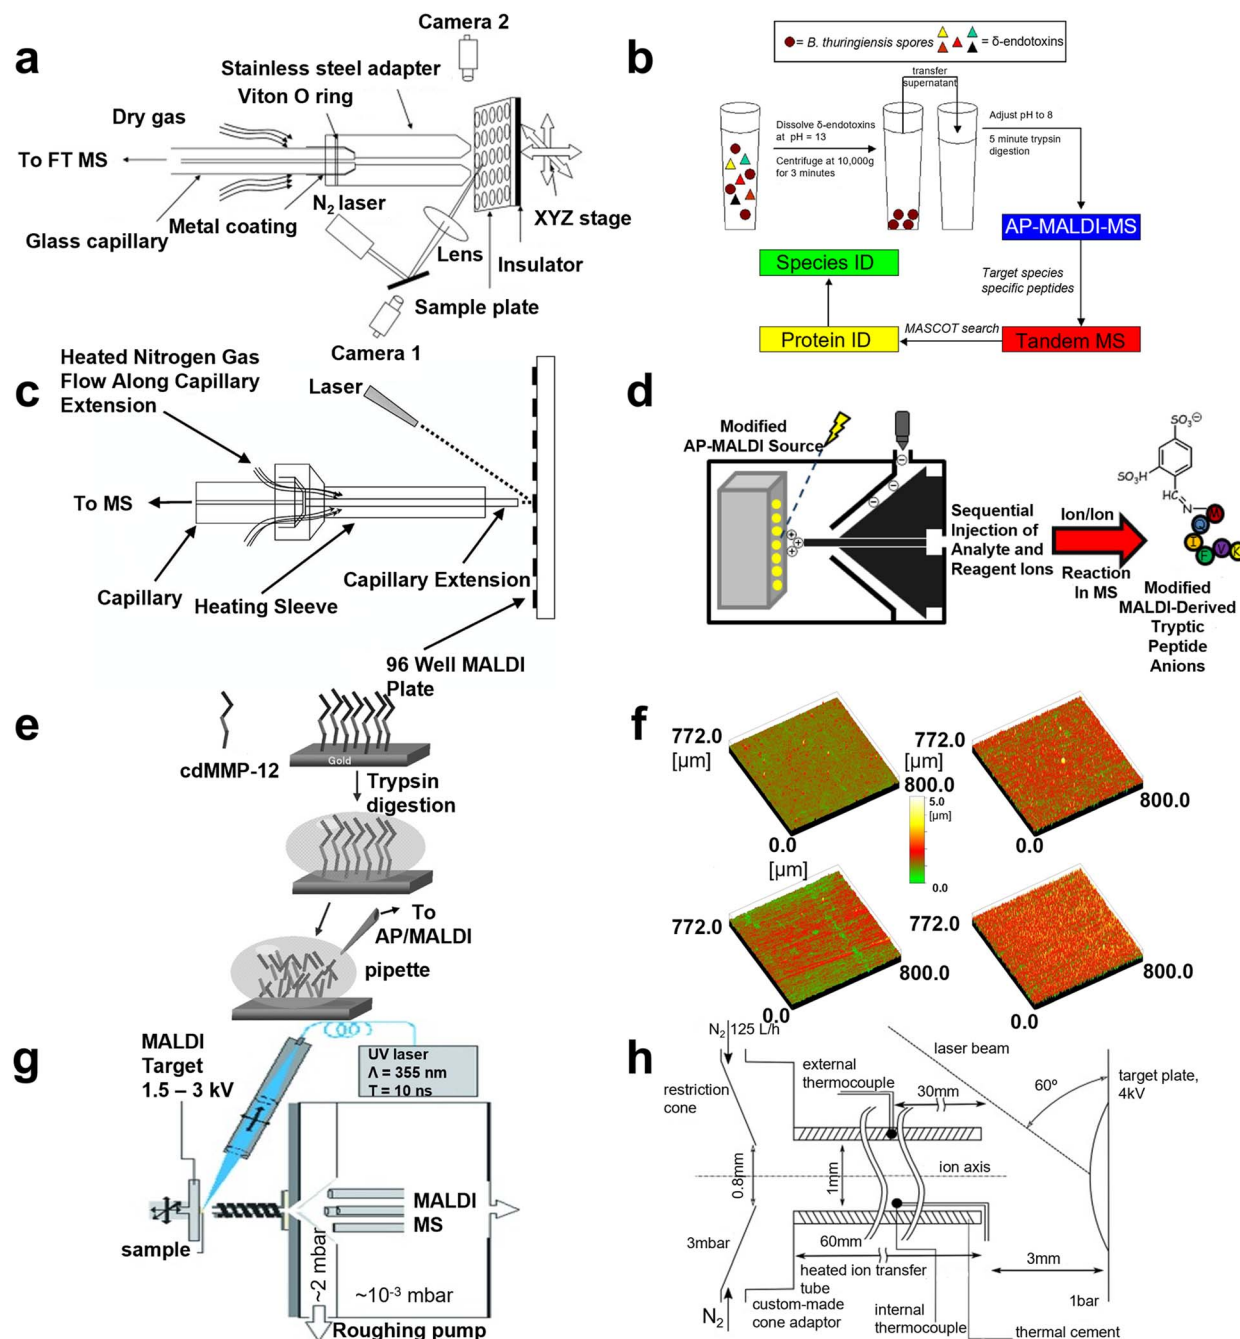 a
Camera 2
Stainless steel adapter
Viton O ring
Dry gas
To FT MS
N2 laser
Metal coating
Glass capillary
Lens
XYZ stage
Insulator
Sample plate
Camera 1
b
= B. thuringiensis spores
= δ-endotoxins
transfer
supernatant
Dissolve δ-endotoxins
at pH = 13
Centrifuge at 10,000g
for 3 minutes
Adjust pH to 8
5 minute trypsin
digestion
AP-MALDI-MS
Target species
specific peptides
Species ID
Protein ID
MASCOT search
Tandem MS
c
Heated Nitrogen Gas
Flow Along Capillary
Extension
Laser
To MS
Capillary
Heating Sleeve
Capillary Extension
96 Well MALDI
Plate
d
Modified
AP-MALDI Source
Sequential
Injection of
Analyte and
Reagent Ions
Ion/Ion
Reaction
In MS
SO3⊖
SO3H
HC
N
M
Q
I
F
V
K
Modified
MALDI-Derived
Tryptic
Peptide
Anions
e
cdMMP-12
Gold
Trypsin
digestion
To
AP/MALDI
pipette
f
772.0
[µm]
800.0
0.0
[µm]
5.0
[µm]
0.0
772.0
800.0
0.0
772.0
800.0
0.0
772.0
800.0
0.0
g
MALDI
Target
1.5 – 3 kV
UV laser
Λ = 355 nm
T = 10 ns
MALDI
MS
sample
~2 mbar
~10-3 mbar
Roughing pump
h
N2 125 L/h
restriction
cone
external
thermocouple
laser beam
30mm
60º
target plate,
4kV
0.8mm
1mm
ion axis
3mbar
60mm
heated ion transfer
tube
3mm
N2
custom-made
cone adaptor
internal
thermocouple
1bar
thermal cement